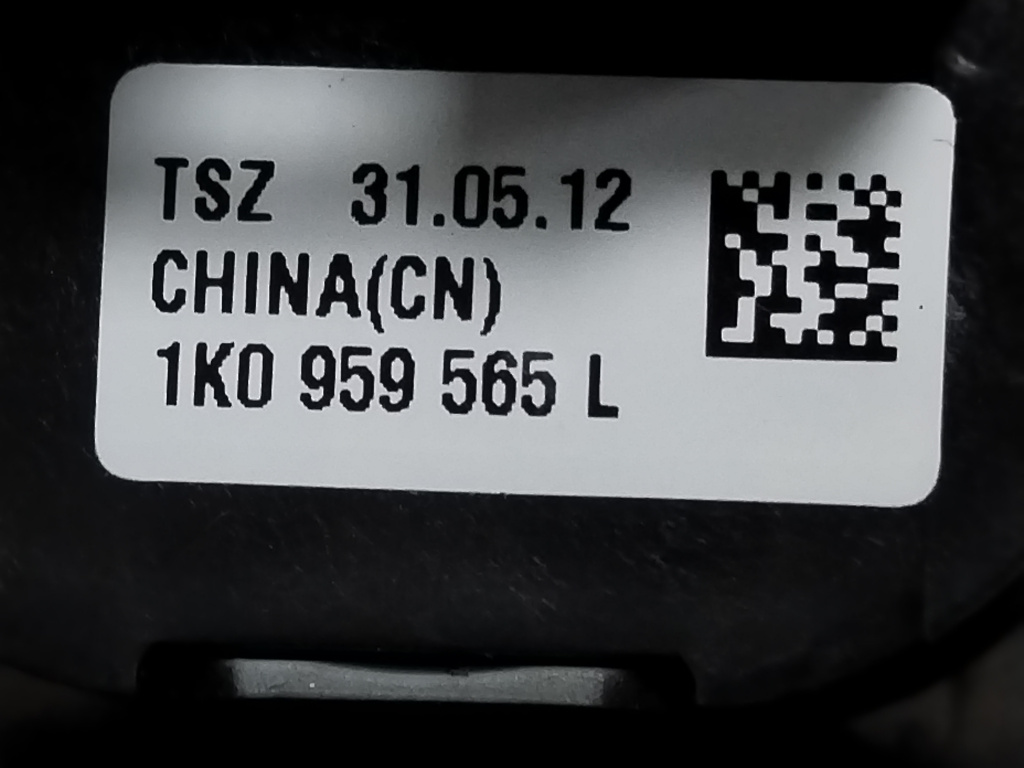 TSZ 31.05.12
CHINA(CN)
1K0 959 565 L